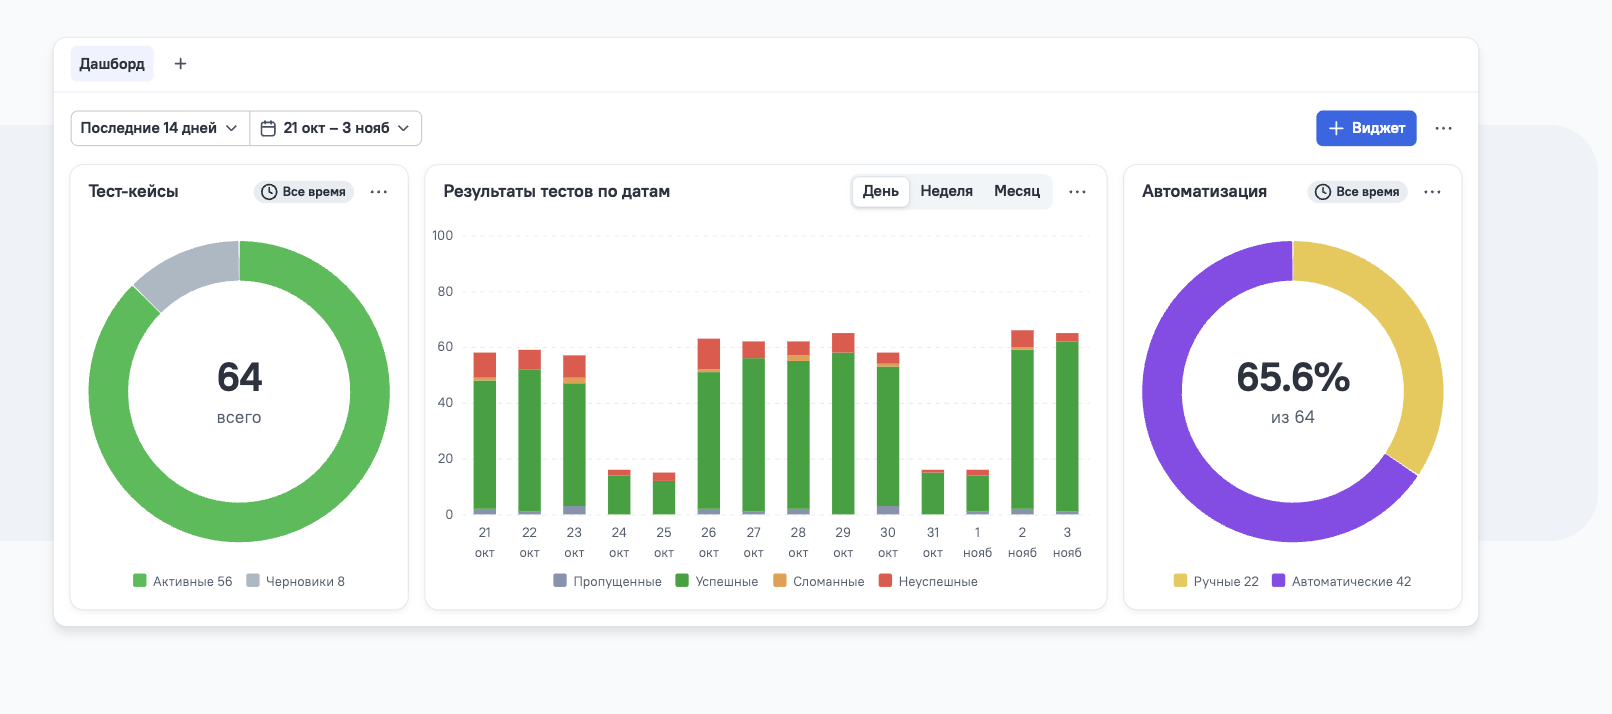 Дашборд
Последние 14 дней
21 окт – 3 нояб
Виджет
Тест-кейсы
Все время
64
всего
Активные 56
Черновики 8
Результаты тестов по датам
День
Неделя
Месяц
100
80
60
40
20
0
21 окт
22 окт
23 окт
24 окт
25 окт
26 окт
27 окт
28 окт
29 окт
30 окт
31 окт
1 нояб
2 нояб
3 нояб
Пропущенные
Успешные
Сломанные
Неуспешные
Автоматизация
Все время
65.6%
из 64
Ручные 22
Автоматические 42